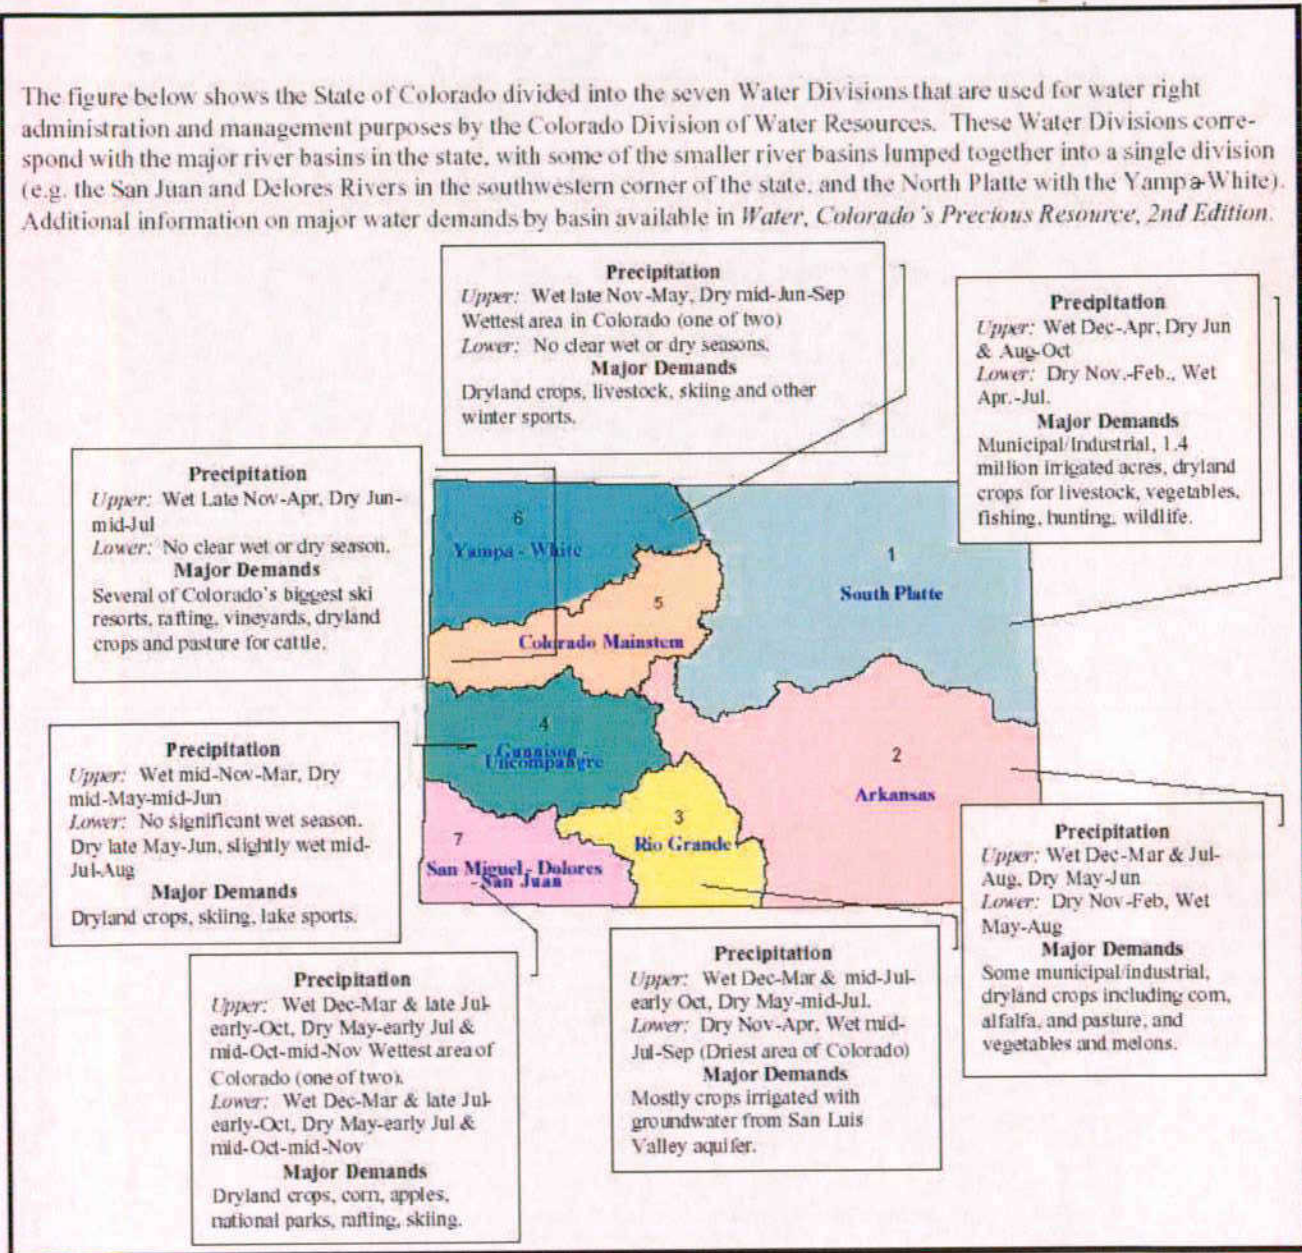 The figure below shows the State of Colorado divided into the seven Water Divisions that are used for water right
administration and management purposes by the Colorado Division of Water Resources. These Water Divisions corre-
spond with the major river basins in the state, with some of the smaller river basins lumped together into a single division
(e.g. the San Juan and Delores Rivers in the southwestern corner of the state, and the North Platte with the Yampa-White).
Additional information on major water demands by basin available in Water, Colorado's Precious Resource, 2nd Edition.
Precipitation
Upper: Wet late Nov-May, Dry mid-Jun-Sep
Wettest area in Colorado (one of two)
Lower: No clear wet or dry seasons.
Major Demands
Dryland crops, livestock, skiing and other
winter sports.
Precipitation
Upper: Wet Dec-Apr, Dry Jun
& Aug-Oct
Lower: Dry Nov.-Feb., Wet
Apr.-Jul.
Major Demands
Municipal/Industrial, 1.4
million irrigated acres, dryland
crops for livestock, vegetables,
fishing, hunting, wildlife.
Precipitation
Upper: Wet Late Nov-Apr, Dry Jun-
mid-Jul
Lower: No clear wet or dry season.
Major Demands
Several of Colorado's biggest ski
resorts, rafting, vineyards, dryland
crops and pasture for cattle.
6
Yampa - White
1
South Platte
5
Colorado Mainstem
4
Gunnison -
Uncompahgre
2
Arkansas
3
Rio Grande
7
San Miguel - Dolores
- San Juan
Precipitation
Upper: Wet mid-Nov-Mar, Dry
mid-May-mid-Jun
Lower: No significant wet season.
Dry late May-Jun, slightly wet mid-
Jul-Aug
Major Demands
Dryland crops, skiing, lake sports.
Precipitation
Upper: Wet Dec-Mar & Jul-
Aug, Dry May-Jun
Lower: Dry Nov-Feb, Wet
May-Aug
Major Demands
Some municipal/industrial,
dryland crops including corn,
alfalfa, and pasture, and
vegetables and melons.
Precipitation
Upper: Wet Dec-Mar & late Jul-
early-Oct, Dry May-early Jul &
mid-Oct-mid-Nov Wettest area of
Colorado (one of two).
Lower: Wet Dec-Mar & late Jul-
early-Oct, Dry May-early Jul &
mid-Oct-mid-Nov
Major Demands
Dryland crops, corn, apples,
national parks, rafting, skiing.
Precipitation
Upper: Wet Dec-Mar & mid-Jul-
early Oct, Dry May-mid-Jul.
Lower: Dry Nov-Apr, Wet mid-
Jul-Sep (Driest area of Colorado)
Major Demands
Mostly crops irrigated with
groundwater from San Luis
Valley aquifer.